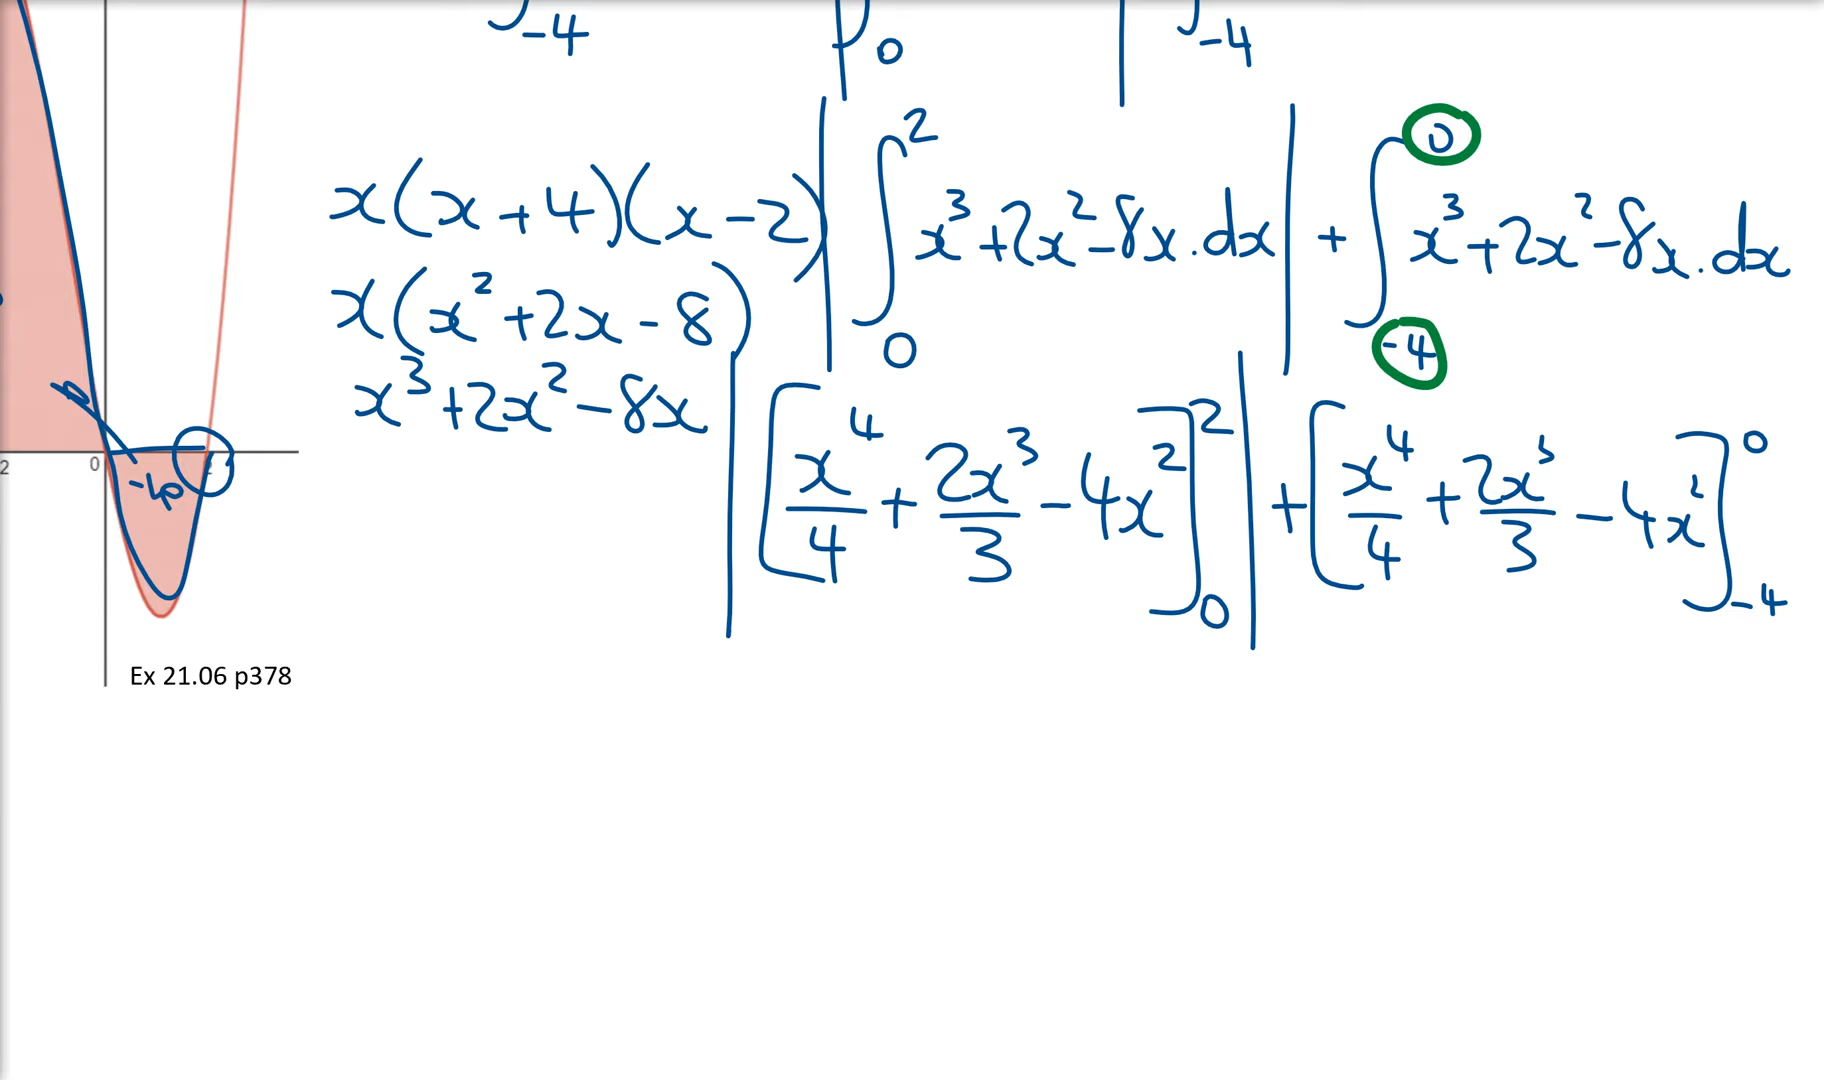 ∫₋₄ ∫₀ | ∫₋₄
x(x+4)(x-2) | ∫₀² x³+2x²-8x.dx | + ∫₋₄⁰ x³+2x²-8x.dx
x(x²+2x-8)
x³+2x²-8x
| [x⁴/4 + 2x³/3 - 4x²]₀² | + [x⁴/4 + 2x³/3 - 4x²]₋₄⁰
2 0 2
Ex 21.06 p378